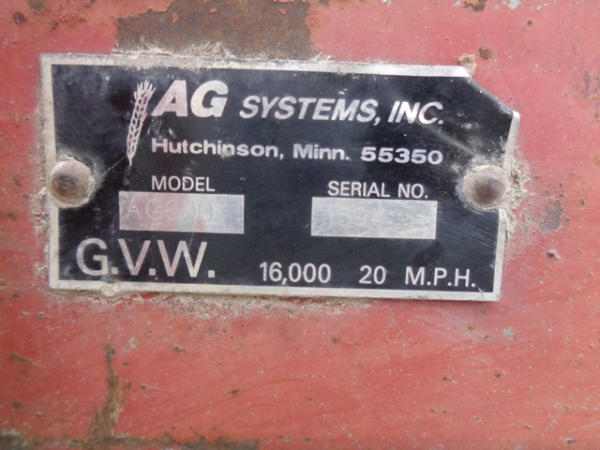 AG SYSTEMS, INC.
Hutchinson, Minn. 55350
MODEL SERIAL NO.
G.V.W. 16,000 20 M.P.H.